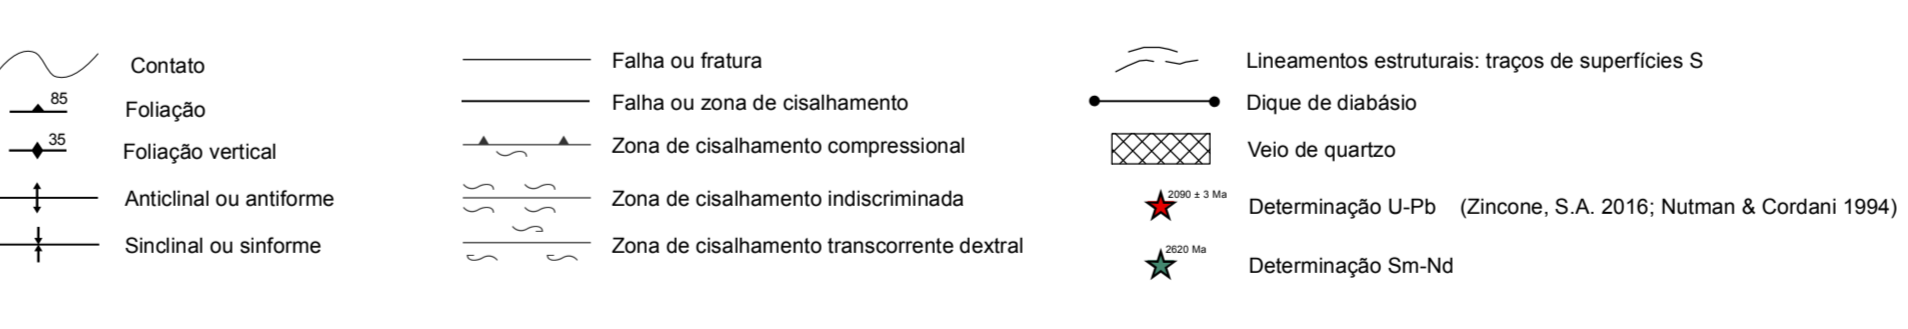 Contato
85
Foliação
35
Foliação vertical
Anticlinal ou antiforme
Sinclinal ou sinforme
Falha ou fratura
Falha ou zona de cisalhamento
Zona de cisalhamento compressional
Zona de cisalhamento indiscriminada
Zona de cisalhamento transcorrente dextral
Lineamentos estruturais: traços de superfícies S
Dique de diabásio
Veio de quartzo
2090 ± 3 Ma
Determinação U-Pb (Zincone, S.A. 2016; Nutman & Cordani 1994)
2620 Ma
Determinação Sm-Nd